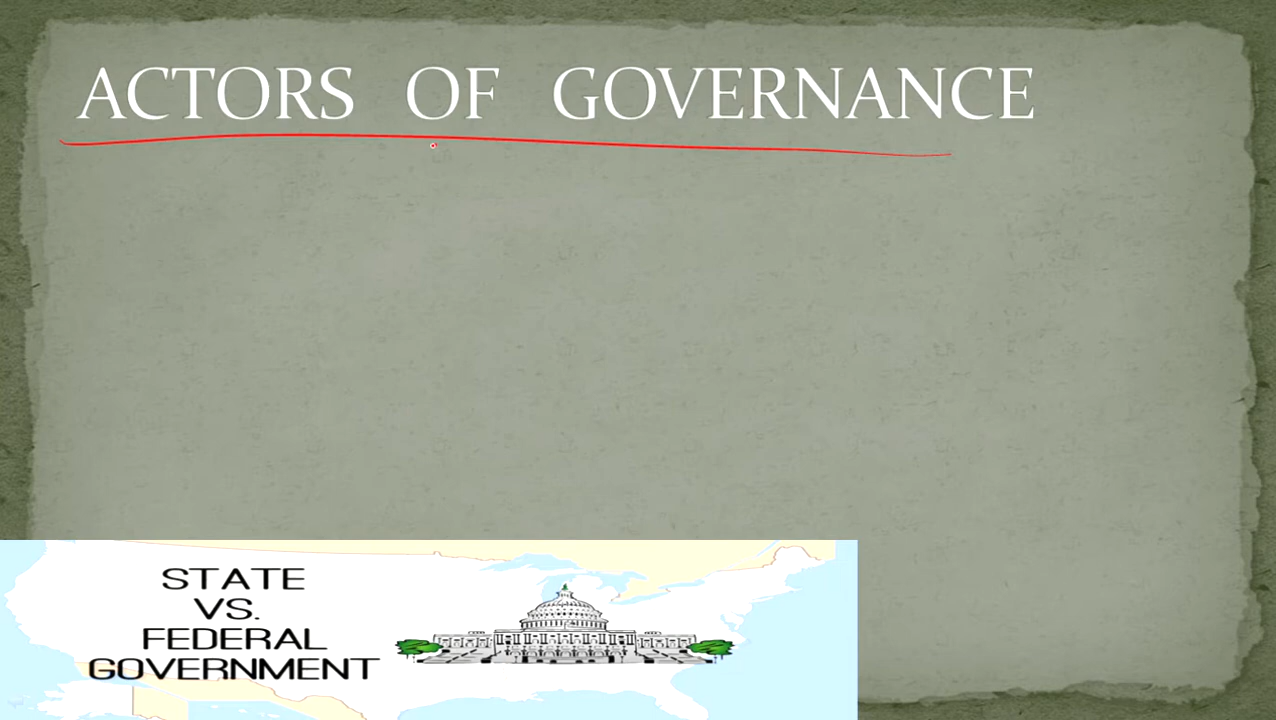 ACTORS OF GOVERNANCE
STATE
VS.
FEDERAL
GOVERNMENT